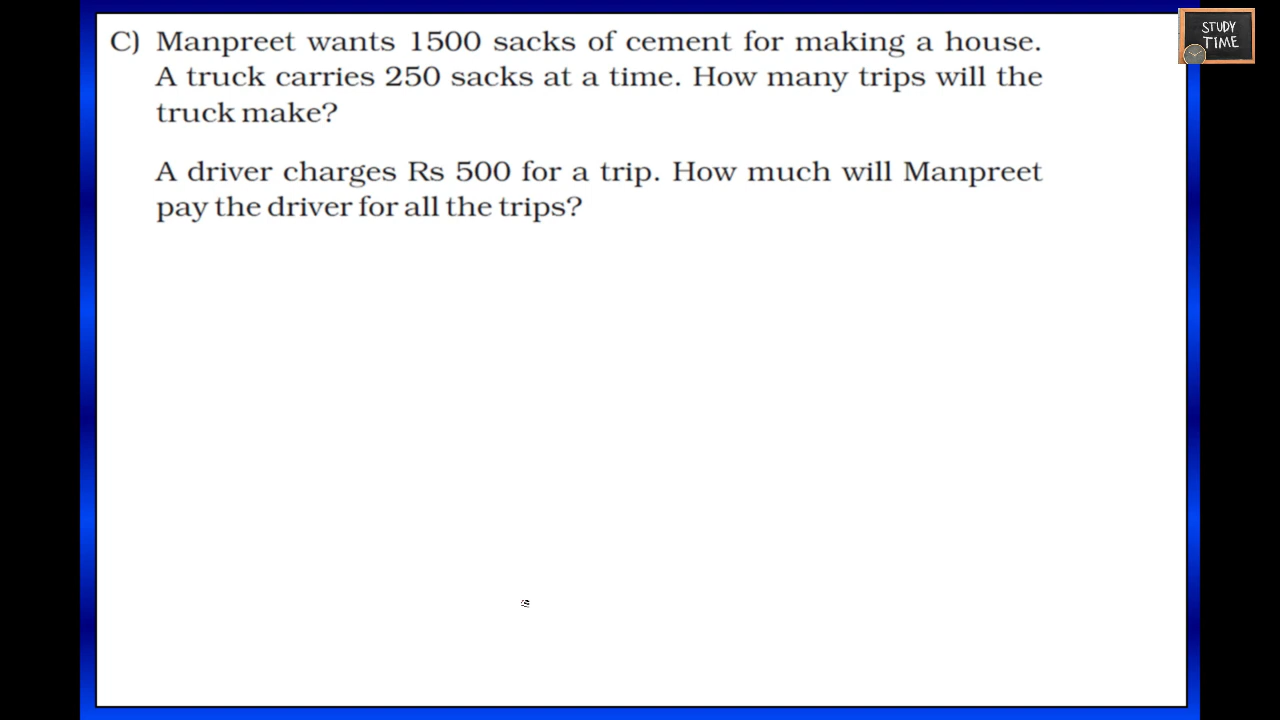 C) Manpreet wants 1500 sacks of cement for making a house.
A truck carries 250 sacks at a time. How many trips will the
truck make?
A driver charges Rs 500 for a trip. How much will Manpreet
pay the driver for all the trips?
STUDY
TIME